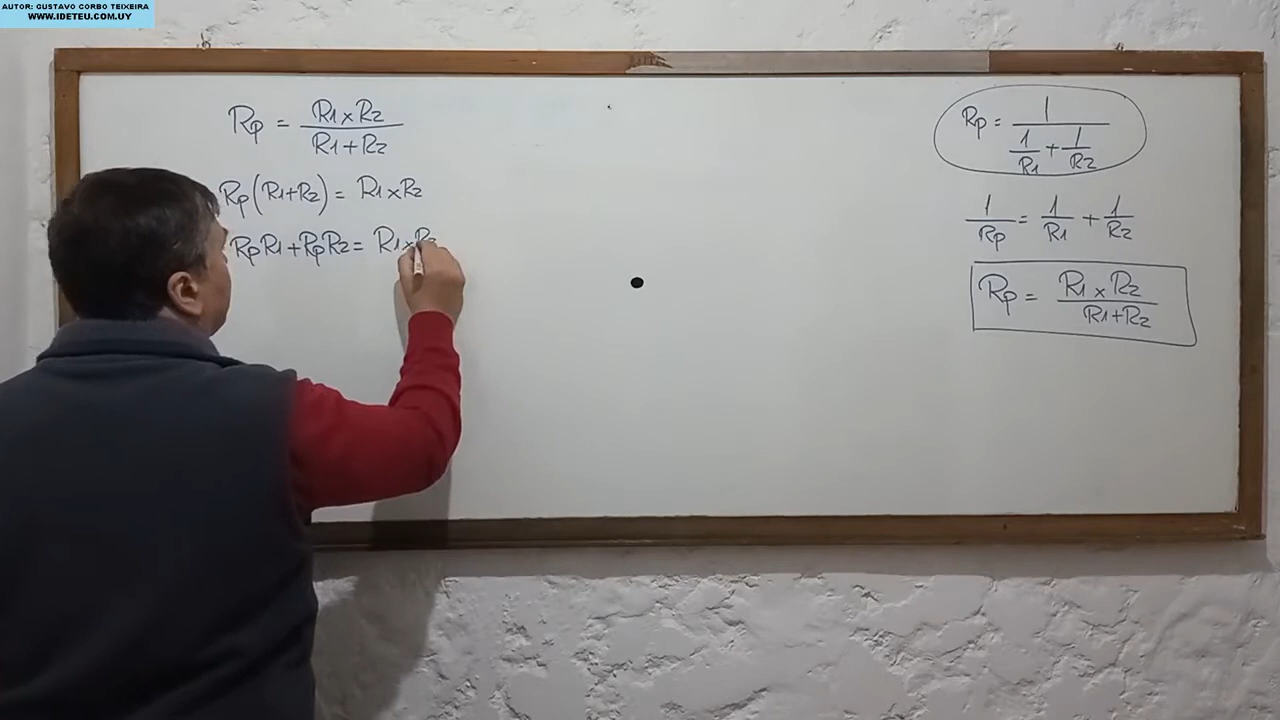 AUTOR: GUSTAVO CORBO TEIXEIRA
WWW.IDETEU.COM.UY
Rp = (R1 x R2) / (R1 + R2)
Rp(R1+R2) = R1 x R2
RpR1 + RpR2 = R1 x R2
Rp = 1 / (1/R1 + 1/R2)
1/Rp = 1/R1 + 1/R2
Rp = (R1 x R2) / (R1+R2)